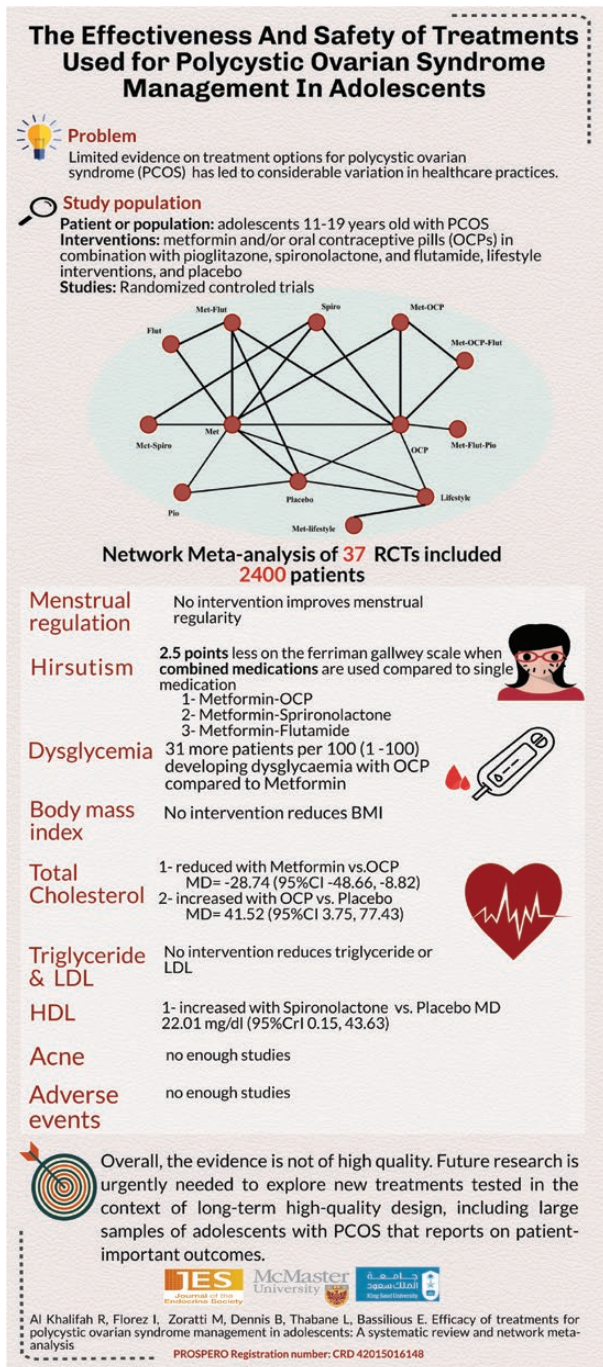 The Effectiveness And Safety of Treatments
Used for Polycystic Ovarian Syndrome
Management In Adolescents
Problem
Limited evidence on treatment options for polycystic ovarian
syndrome (PCOS) has led to considerable variation in healthcare practices.
Study population
Patient or population: adolescents 11-19 years old with PCOS
Interventions: metformin and/or oral contraceptive pills (OCPs) in
combination with pioglitazone, spironolactone, and flutamide, lifestyle
interventions, and placebo
Studies: Randomized controled trials
Met-Flut
Spiro
Met-OCP
Flut
Met-OCP-Flut
Met-Spiro
Met
OCP
Met-Flut-Pio
Pio
Placebo
Lifestyle
Met-lifestyle
Network Meta-analysis of 37 RCTs included
2400 patients
Menstrual
regulation
No intervention improves menstrual
regularity
Hirsutism
2.5 points less on the ferriman gallwey scale when
combined medications are used compared to single
medication
1- Metformin-OCP
2- Metformin-Sprironolactone
3- Metformin-Flutamide
Dysglycemia
31 more patients per 100 (1 -100)
developing dysglycaemia with OCP
compared to Metformin
Body mass
index
No intervention reduces BMI
Total
Cholesterol
1- reduced with Metformin vs.OCP
MD= -28.74 (95%CI -48.66, -8.82)
2- increased with OCP vs. Placebo
MD= 41.52 (95%CI 3.75, 77.43)
Triglyceride
& LDL
No intervention reduces triglyceride or
LDL
HDL
1- increased with Spironolactone vs. Placebo MD
22.01 mg/dl (95%CrI 0.15, 43.63)
Acne
no enough studies
Adverse
events
no enough studies
Overall, the evidence is not of high quality. Future research is
urgently needed to explore new treatments tested in the
context of long-term high-quality design, including large
samples of adolescents with PCOS that reports on patient-
important outcomes.
JES
Journal of the
Endocrine Society
McMaster
University
جامعة
الملك سعود
King Saud University
Al Khalifah R, Florez I, Zoratti M, Dennis B, Thabane L, Bassilious E. Efficacy of treatments for
polycystic ovarian syndrome management in adolescents: A systematic review and network meta-
analysis
PROSPERO Registration number: CRD 42015016148